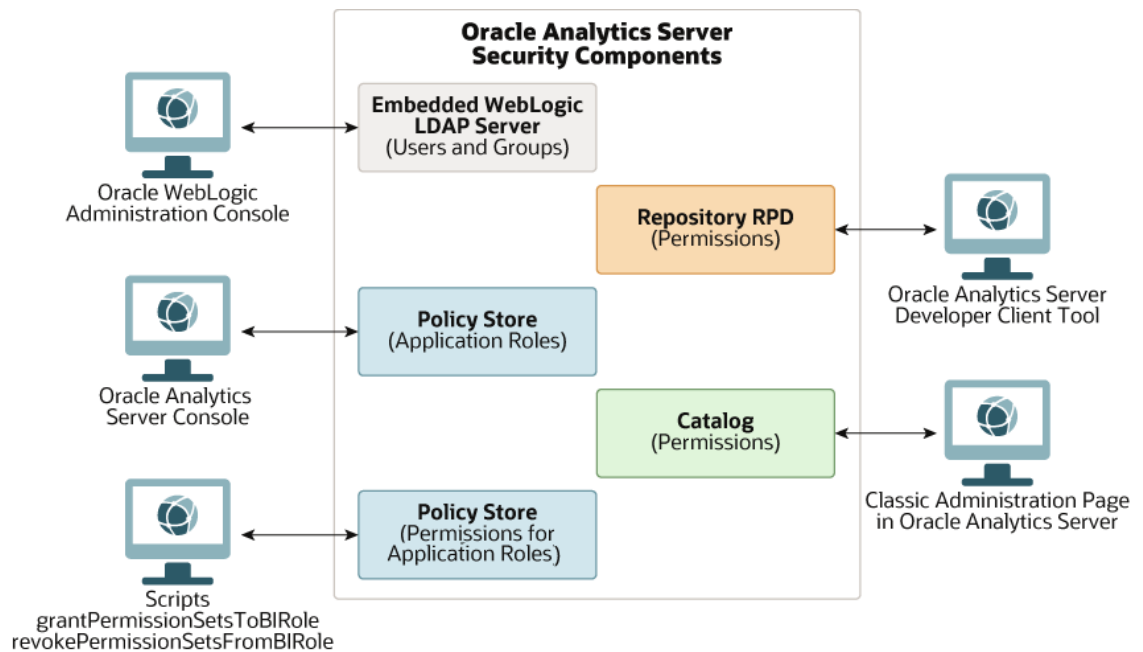 Oracle Analytics Server
Security Components
Embedded WebLogic
LDAP Server
(Users and Groups)
Oracle WebLogic
Administration Console
Repository RPD
(Permissions)
Oracle Analytics Server
Developer Client Tool
Policy Store
(Application Roles)
Oracle Analytics
Server Console
Catalog
(Permissions)
Classic Administration Page
in Oracle Analytics Server
Policy Store
(Permissions for
Application Roles)
Scripts
grantPermissionSetsToBIRole
revokePermissionSetsFromBIRole